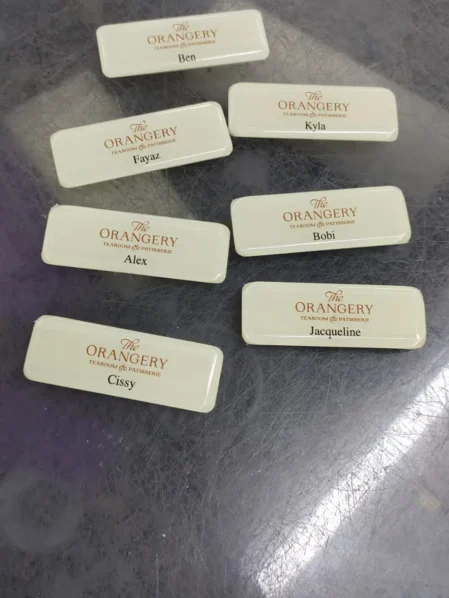 The
ORANGERY
TEAROOM & PATISSERIE
Ben
The
ORANGERY
TEAROOM & PATISSERIE
Kyla
The
ORANGERY
TEAROOM & PATISSERIE
Fayaz
The
ORANGERY
TEAROOM & PATISSERIE
Bobi
The
ORANGERY
TEAROOM & PATISSERIE
Alex
The
ORANGERY
TEAROOM & PATISSERIE
Jacqueline
The
ORANGERY
TEAROOM & PATISSERIE
Cissy